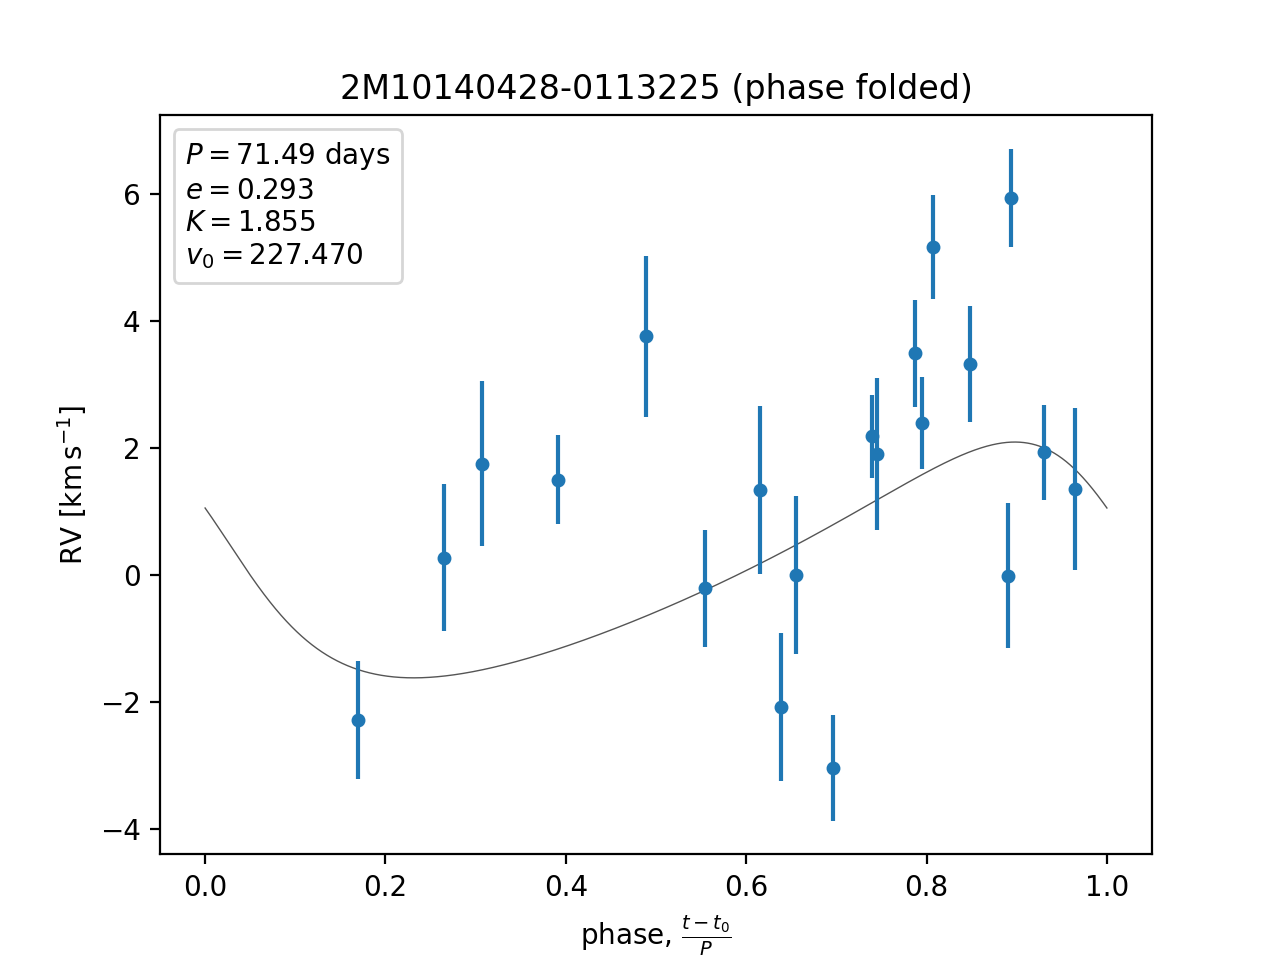 2M10140428-0113225 (phase folded)
P = 71.49 days
e = 0.293
K = 1.855
v₀ = 227.470
6
4
2
0
−2
−4
RV [km s⁻¹]
0.0 0.2 0.4 0.6 0.8 1.0
phase, (t − t₀)/P